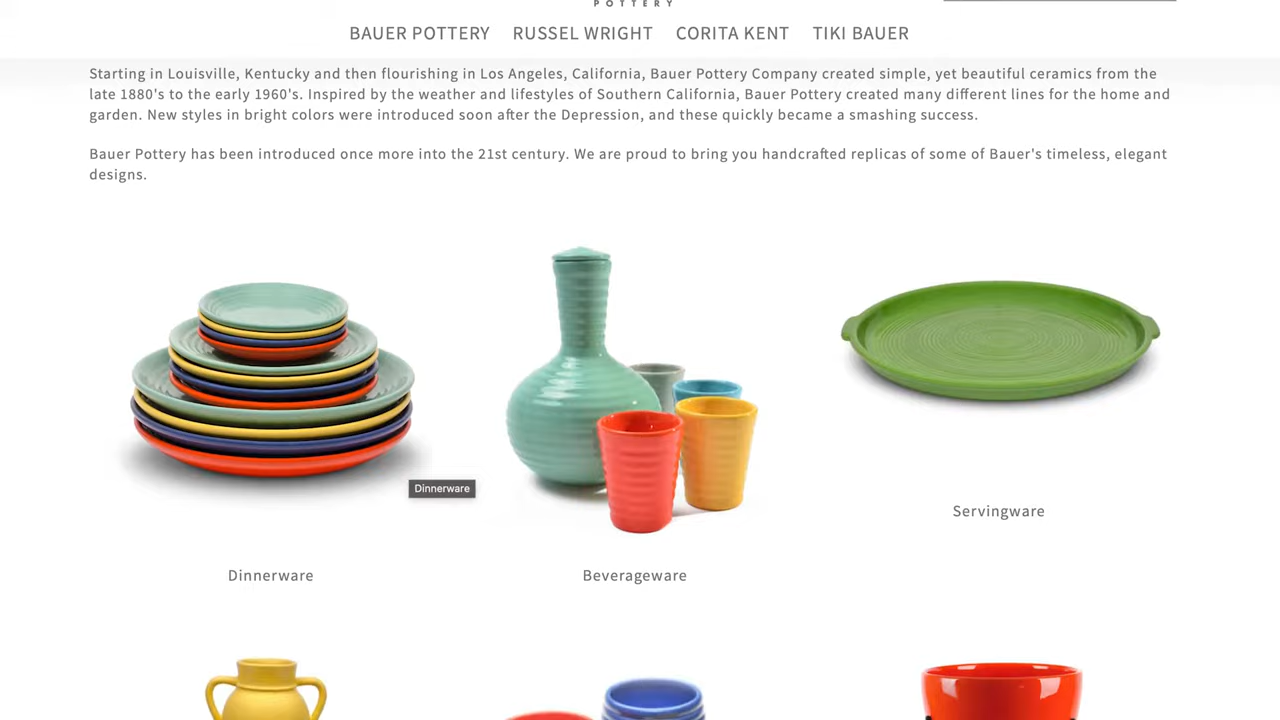 POTTERY
BAUER POTTERY RUSSEL WRIGHT CORITA KENT TIKI BAUER
Starting in Louisville, Kentucky and then flourishing in Los Angeles, California, Bauer Pottery Company created simple, yet beautiful ceramics from the
late 1880's to the early 1960's. Inspired by the weather and lifestyles of Southern California, Bauer Pottery created many different lines for the home and
garden. New styles in bright colors were introduced soon after the Depression, and these quickly became a smashing success.
Bauer Pottery has been introduced once more into the 21st century. We are proud to bring you handcrafted replicas of some of Bauer's timeless, elegant
designs.
Dinnerware
Servingware
Dinnerware
Beverageware